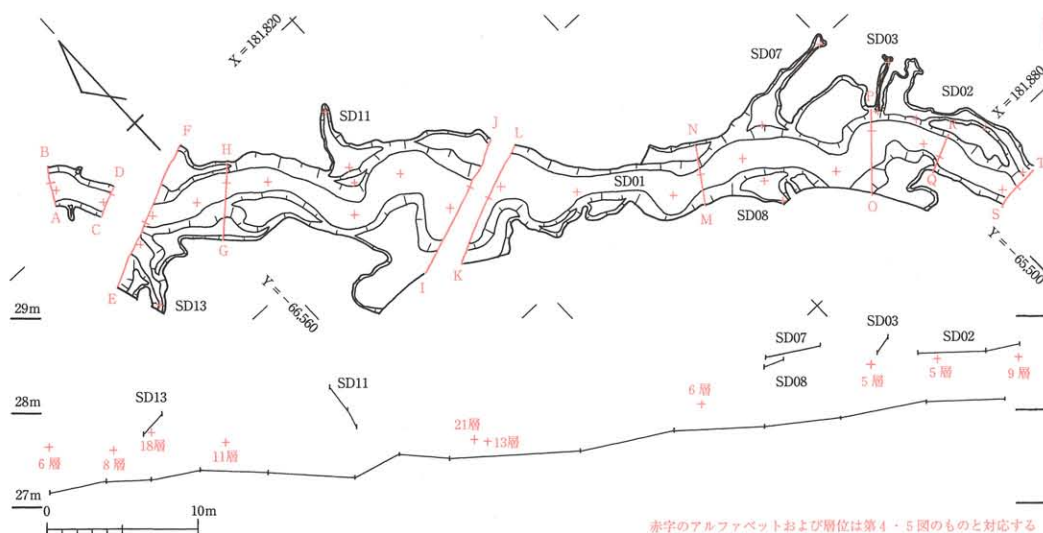 X = 181,820
SD07
SD03
SD02
X = 181,880
SD11
F
J
L
P
N
R
B
H
D
T
SD01
A
Q
C
M
S
G
SD08
O
K
E
I
SD13
Y = −66,560
Y = −65,500
29m
SD03
SD07
SD02
SD08
5層
5層
9層
28m
SD13
SD11
6層
18層
21層
13層
6層
8層
11層
27m
0
10m
赤字のアルファベットおよび層位は第4・5図のものと対応する